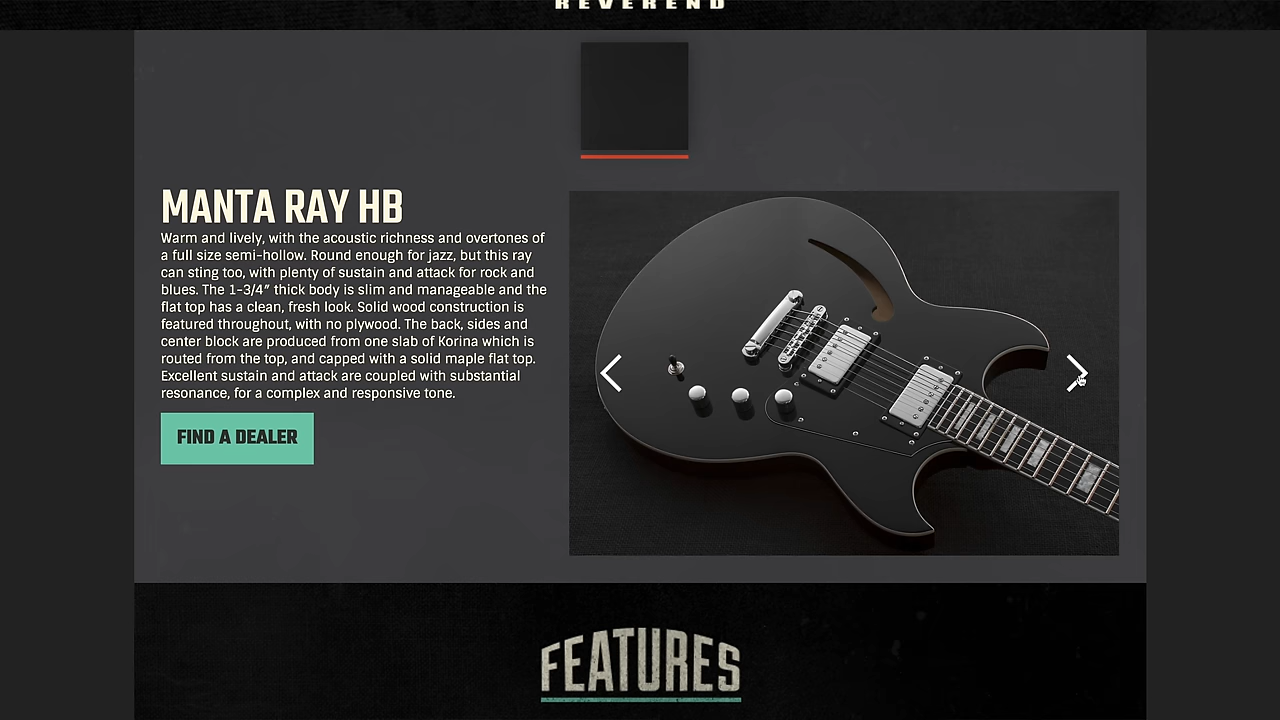 REVEREND
MANTA RAY HB
Warm and lively, with the acoustic richness and overtones of
a full size semi-hollow. Round enough for jazz, but this ray
can sting too, with plenty of sustain and attack for rock and
blues. The 1-3/4″ thick body is slim and manageable and the
flat top has a clean, fresh look. Solid wood construction is
featured throughout, with no plywood. The back, sides and
center block are produced from one slab of Korina which is
routed from the top, and capped with a solid maple flat top.
Excellent sustain and attack are coupled with substantial
resonance, for a complex and responsive tone.
FIND A DEALER
FEATURES